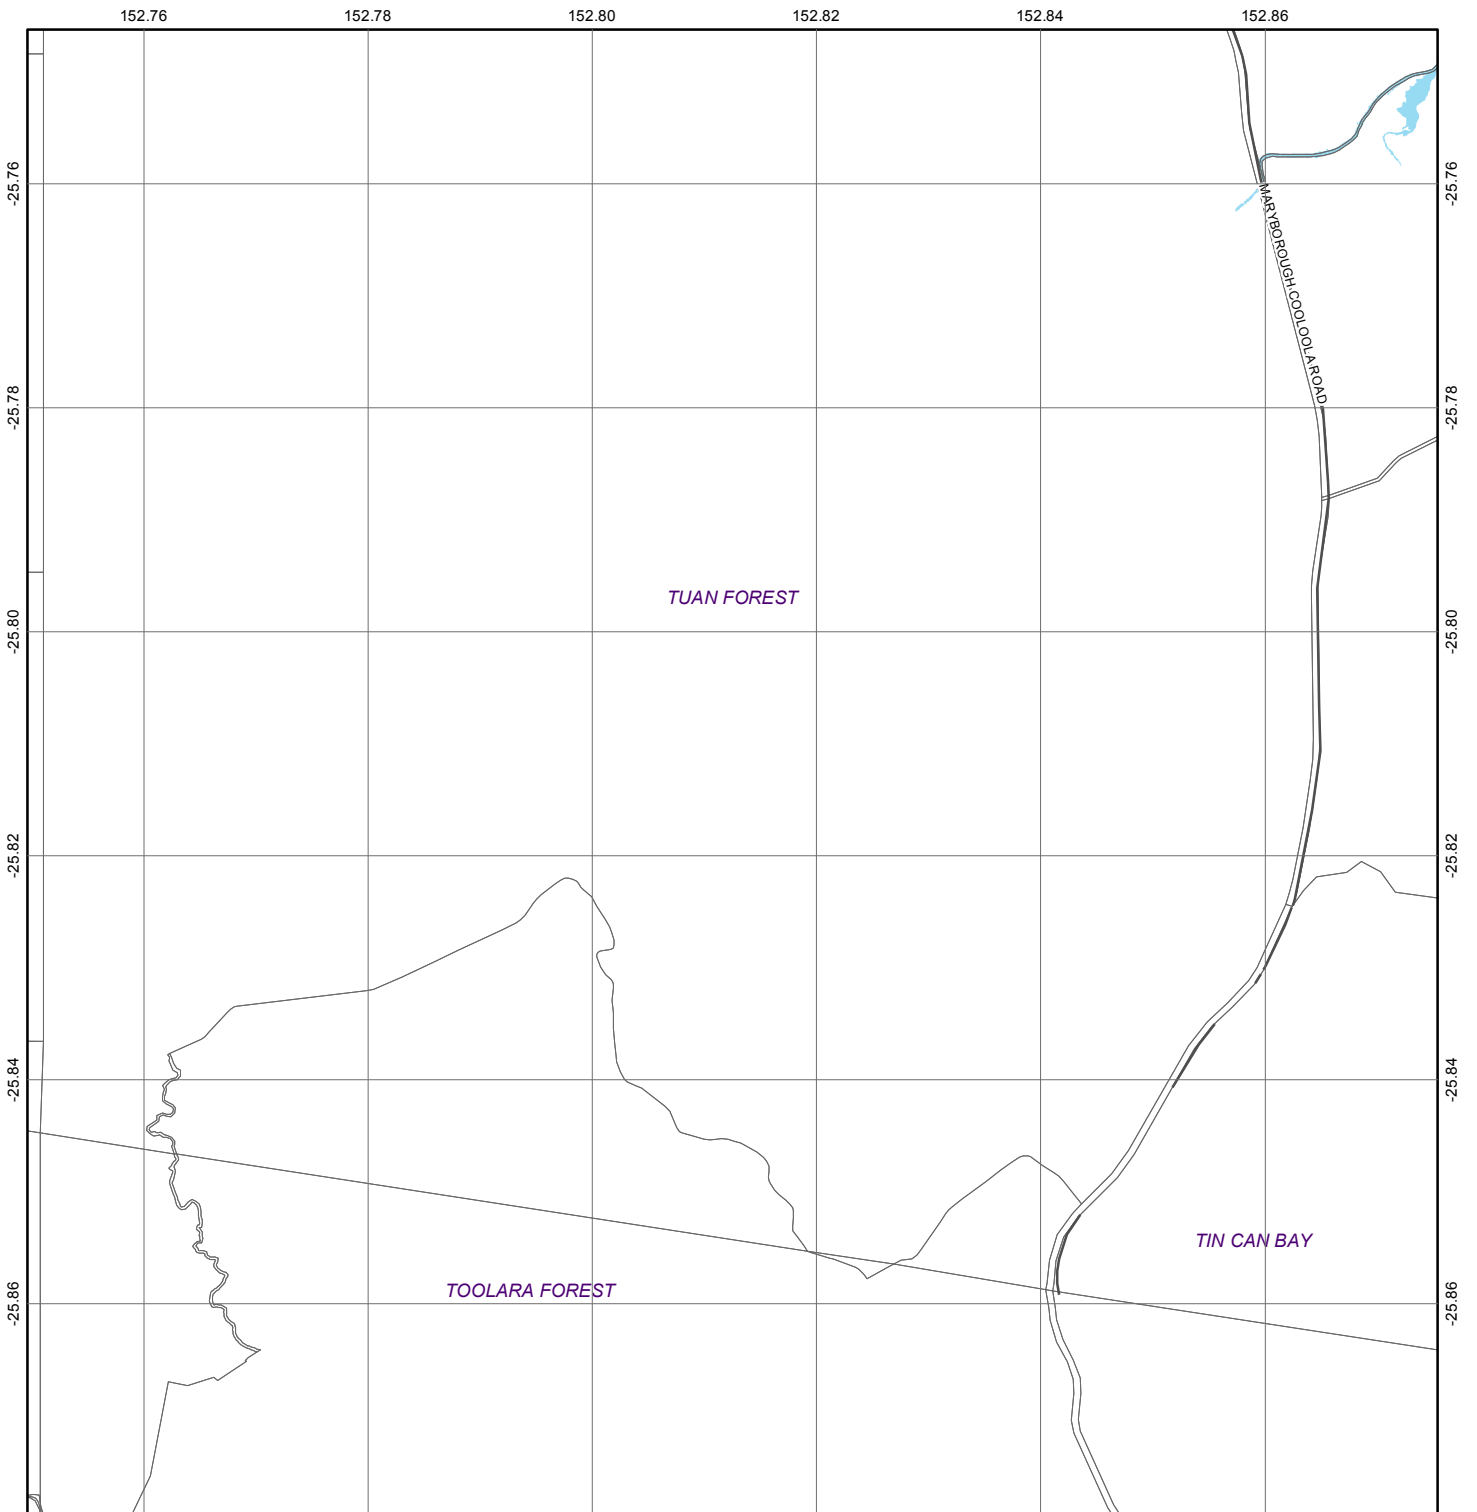 152.76 152.78 152.80 152.82 152.84 152.86
-25.76 -25.76
MARYBOROUGH COOLOOLA ROAD
-25.78 -25.78
TUAN FOREST
-25.80 -25.80
-25.82 -25.82
-25.84 -25.84
TIN CAN BAY
TOOLARA FOREST
-25.86 -25.86